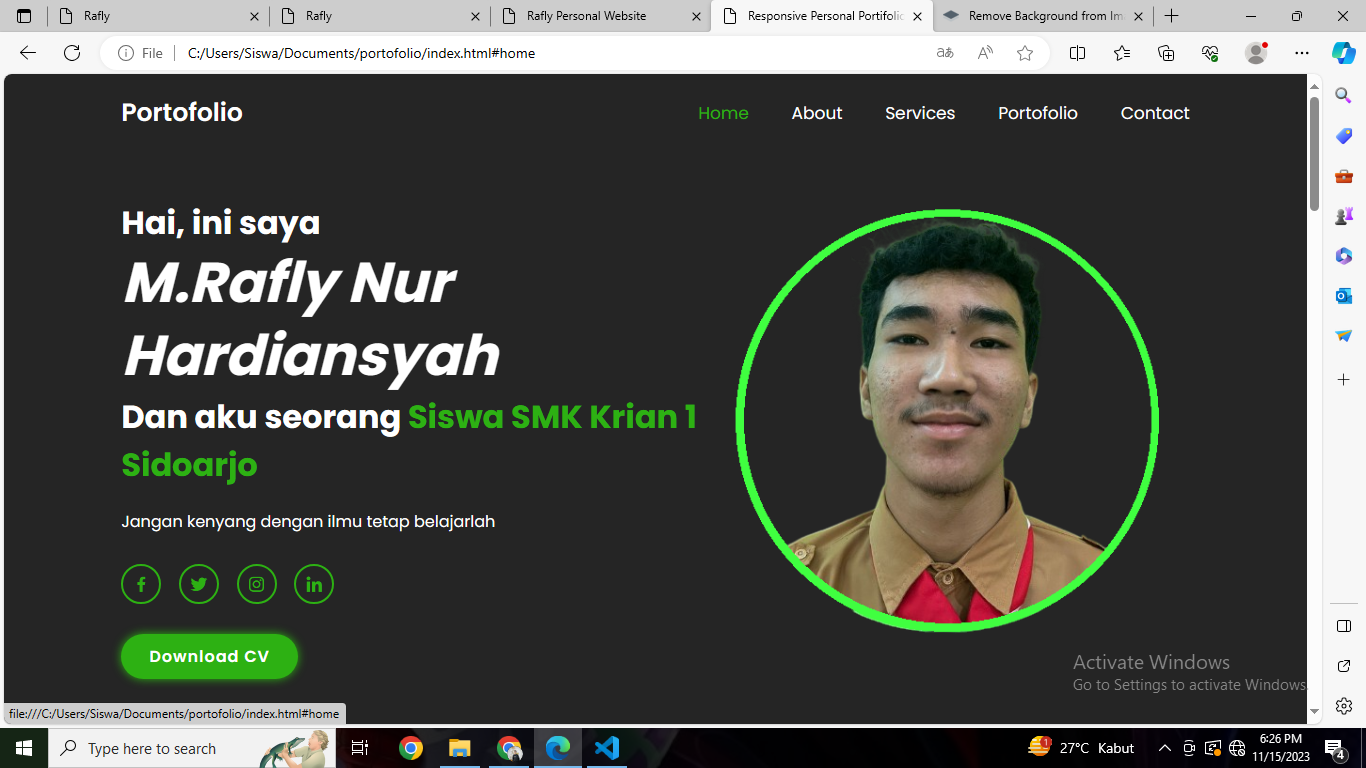 Rafly
Rafly
Rafly Personal Website
Responsive Personal Portifolio
Remove Background from Im
File
C:/Users/Siswa/Documents/portofolio/index.html#home
Portofolio
Home
About
Services
Portofolio
Contact
Hai, ini saya
M.Rafly Nur
Hardiansyah
Dan aku seorang Siswa SMK Krian 1
Sidoarjo
Jangan kenyang dengan ilmu tetap belajarlah
Download CV
Activate Windows
Go to Settings to activate Windows.
file:///C:/Users/Siswa/Documents/portofolio/index.html#home
Type here to search
1
27°C Kabut
6:26 PM
11/15/2023
4